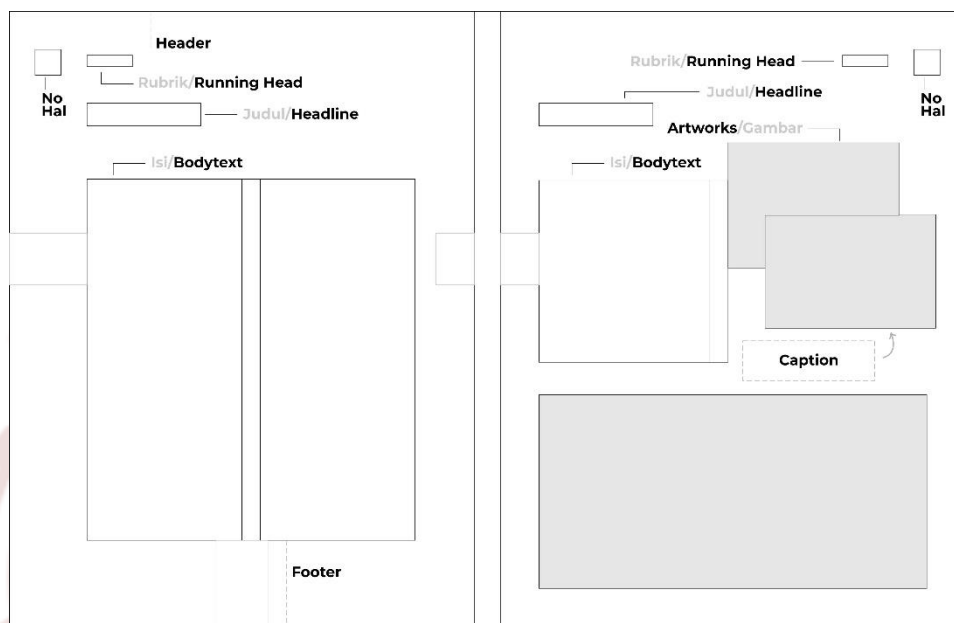 Header
Rubrik/Running Head
No
Hal
Judul/Headline
Isi/Bodytext
Footer
Rubrik/Running Head
No
Hal
Judul/Headline
Artworks/Gambar
Isi/Bodytext
Caption